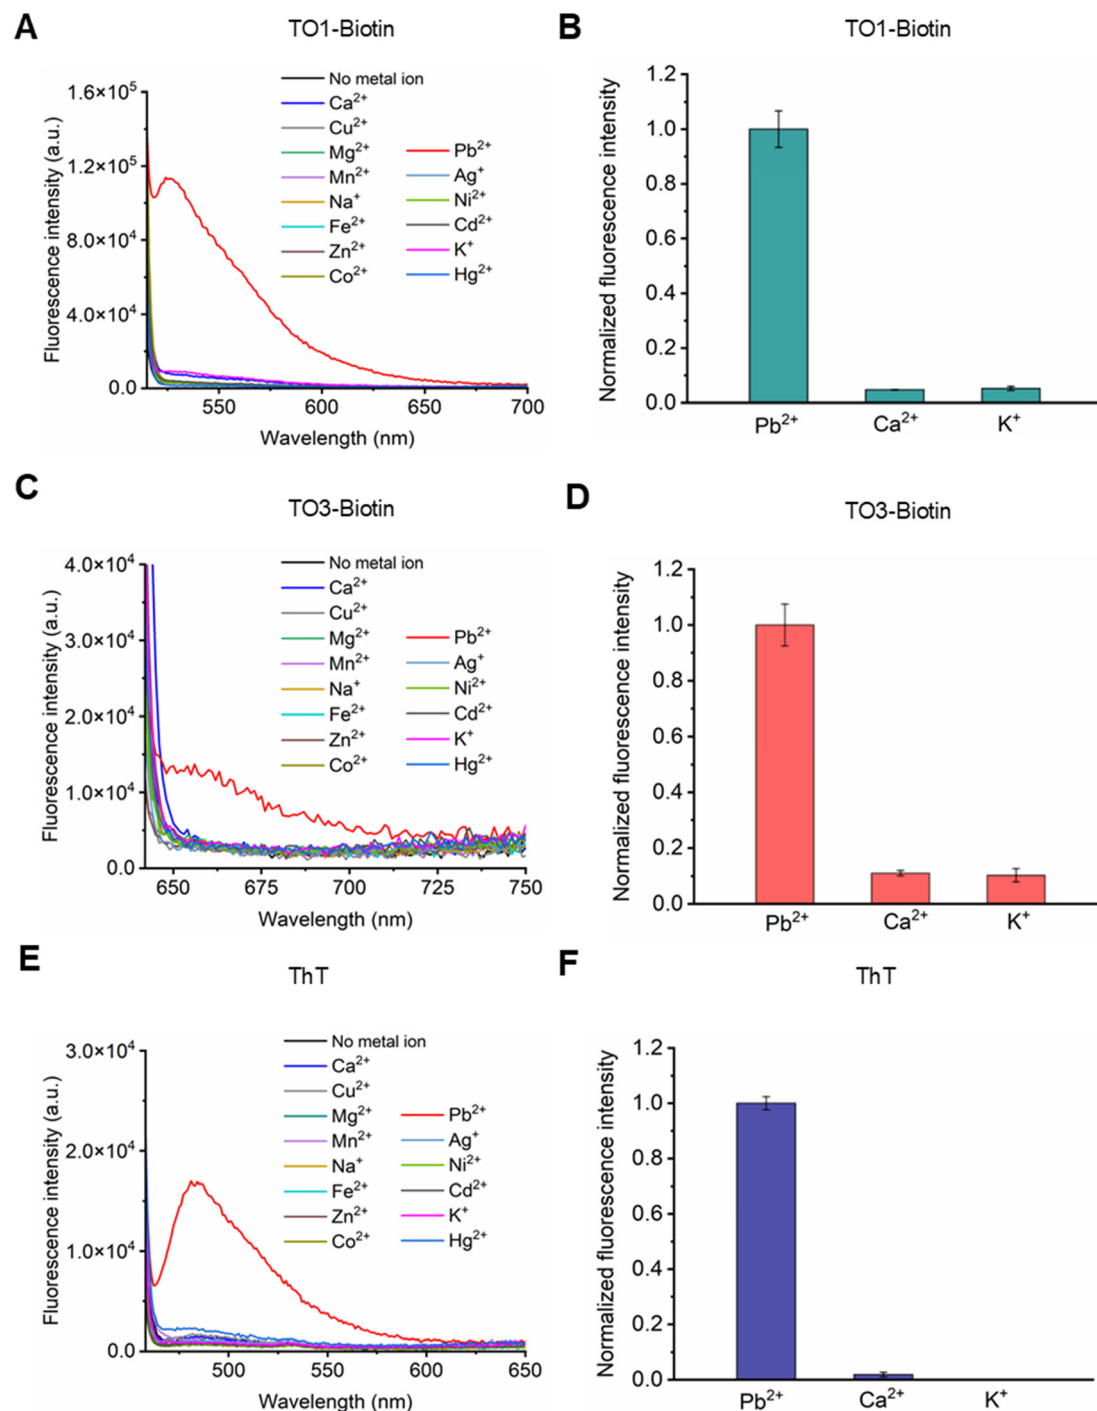 A
TO1-Biotin
Fluorescence intensity (a.u.)
1.6×10⁵
1.2×10⁵
8.0×10⁴
4.0×10⁴
0.0
No metal ion
Ca²⁺
Cu²⁺
Mg²⁺
Mn²⁺
Na⁺
Fe²⁺
Zn²⁺
Co²⁺
Pb²⁺
Ag⁺
Ni²⁺
Cd²⁺
K⁺
Hg²⁺
550 600 650 700
Wavelength (nm)
B
TO1-Biotin
Normalized fluorescence intensity
1.2
1.0
0.8
0.6
0.4
0.2
0.0
Pb²⁺ Ca²⁺ K⁺
C
TO3-Biotin
Fluorescence intensity (a.u.)
4.0×10⁴
3.0×10⁴
2.0×10⁴
1.0×10⁴
0.0
No metal ion
Ca²⁺
Cu²⁺
Mg²⁺
Mn²⁺
Na⁺
Fe²⁺
Zn²⁺
Co²⁺
Pb²⁺
Ag⁺
Ni²⁺
Cd²⁺
K⁺
Hg²⁺
650 675 700 725 750
Wavelength (nm)
D
TO3-Biotin
Normalized fluorescence intensity
1.2
1.0
0.8
0.6
0.4
0.2
0.0
Pb²⁺ Ca²⁺ K⁺
E
ThT
Fluorescence intensity (a.u.)
3.0×10⁴
2.0×10⁴
1.0×10⁴
0.0
No metal ion
Ca²⁺
Cu²⁺
Mg²⁺
Mn²⁺
Na⁺
Fe²⁺
Zn²⁺
Co²⁺
Pb²⁺
Ag⁺
Ni²⁺
Cd²⁺
K⁺
Hg²⁺
500 550 600 650
Wavelength (nm)
F
ThT
Normalized fluorescence intensity
1.2
1.0
0.8
0.6
0.4
0.2
0.0
Pb²⁺ Ca²⁺ K⁺